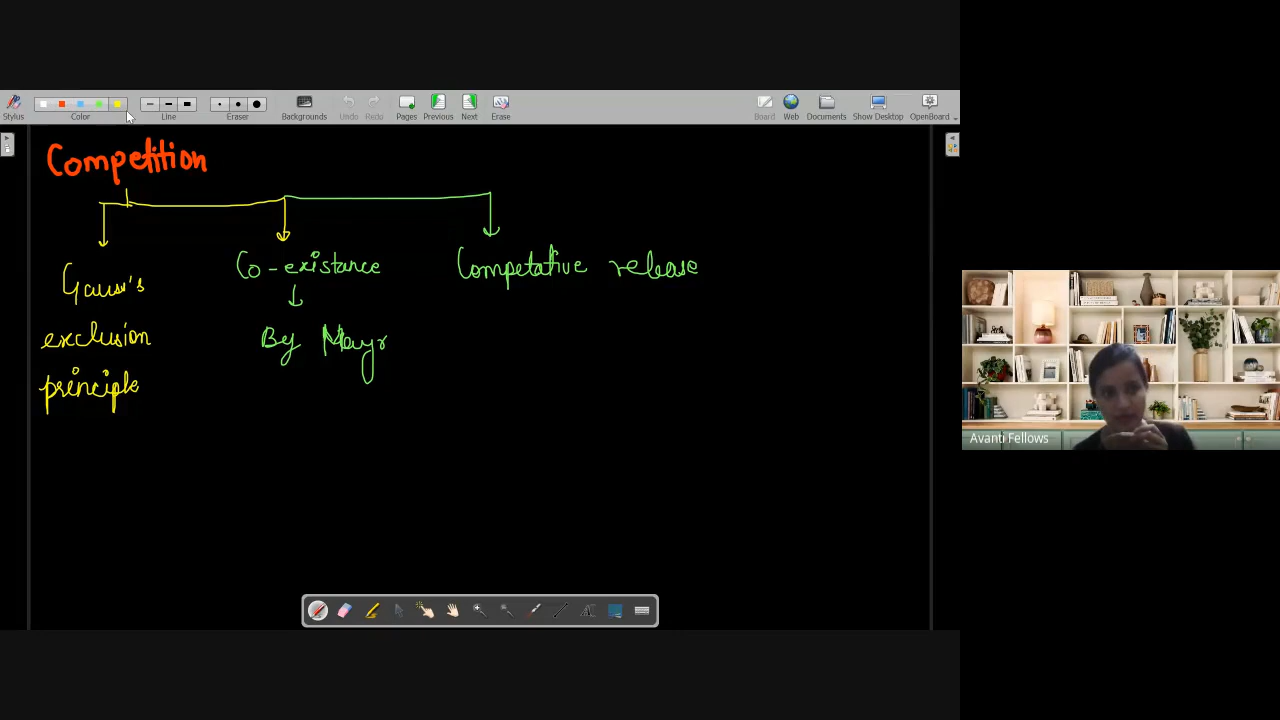 Stylus
Color
Line
Eraser
Backgrounds
Undo
Redo
Pages
Previous
Next
Erase
Board
Web
Documents
Show Desktop
OpenBoard
Competition
Gause's
exclusion
principle
Co-existance
By Mayr
Competative release
Avanti Fellows